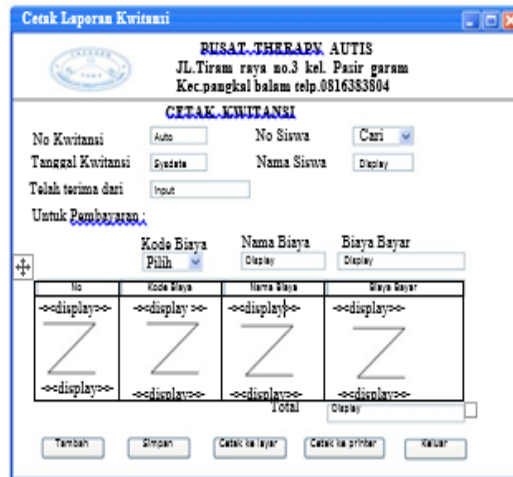 Cetak Laporan Kwitansi
PUSAT THERAPY AUTIS
JL.Tiram raya no.3 kel. Pasir garam
Kec.pangkal balam telp.0816383804
CETAK KWITANSI
No Kwitansi Auto No Siswa Cari
Tanggal Kwitansi Sysdate Nama Siswa Display
Telah terima dari Input
Untuk Pembayaran :
Kode Biaya Nama Biaya Biaya Bayar
Pilih Display Display
No Kode Biaya Nama Biaya Biaya Bayar
-<<display>>- -<<display >>- -<<display>>- -<<display>>-
-<<display>>- -<<display>>- -<<display>>- -<<display>>-
Total Display
Tambah Simpan Cetak ke layar Cetak ke printer Keluar